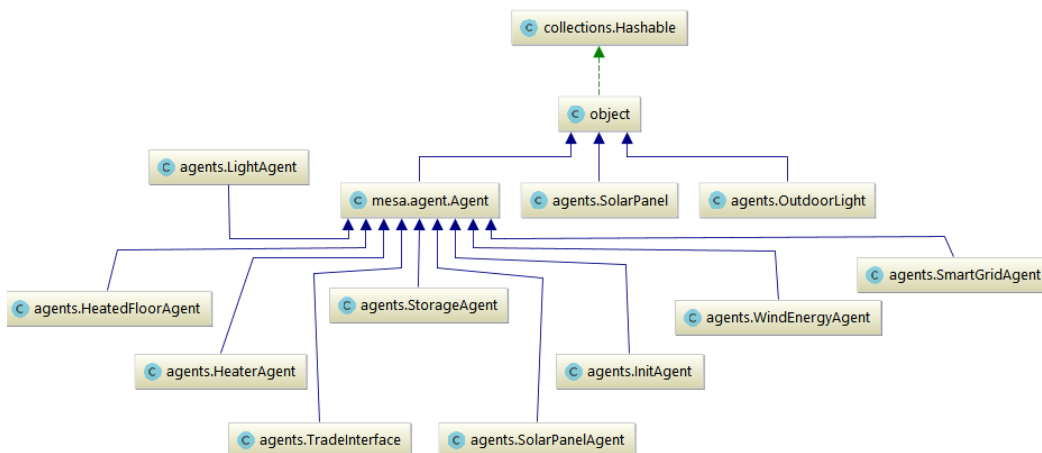 C collections.Hashable
C object
C agents.LightAgent
C mesa.agent.Agent
C agents.SolarPanel
C agents.OutdoorLight
C agents.SmartGridAgent
C agents.HeatedFloorAgent
C agents.StorageAgent
C agents.WindEnergyAgent
C agents.HeaterAgent
C agents.InitAgent
C agents.TradeInterface
C agents.SolarPanelAgent